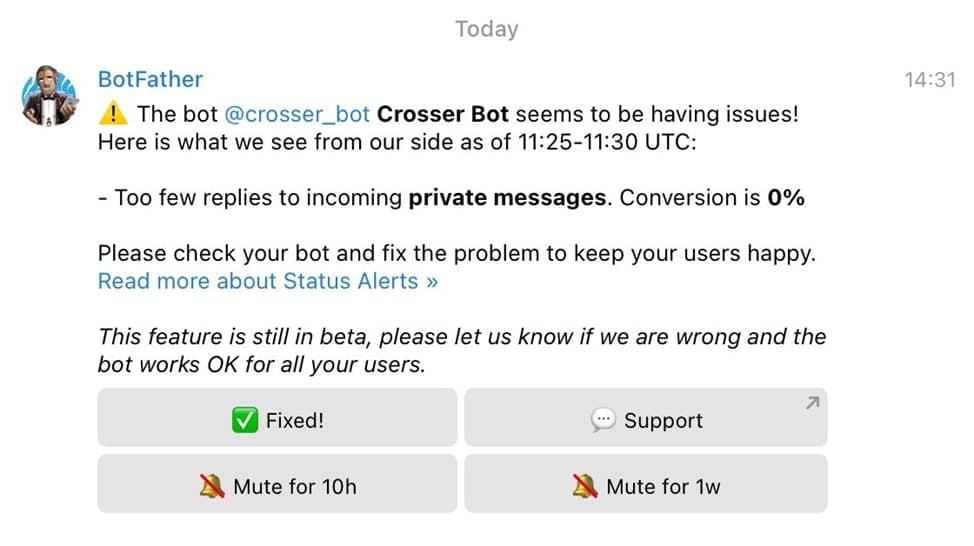 Today
BotFather 14:31
⚠️ The bot @crosser_bot Crosser Bot seems to be having issues!
Here is what we see from our side as of 11:25-11:30 UTC:
- Too few replies to incoming private messages. Conversion is 0%
Please check your bot and fix the problem to keep your users happy.
Read more about Status Alerts »
This feature is still in beta, please let us know if we are wrong and the
bot works OK for all your users.
✅ Fixed!
💬 Support
🔕 Mute for 10h
🔕 Mute for 1w